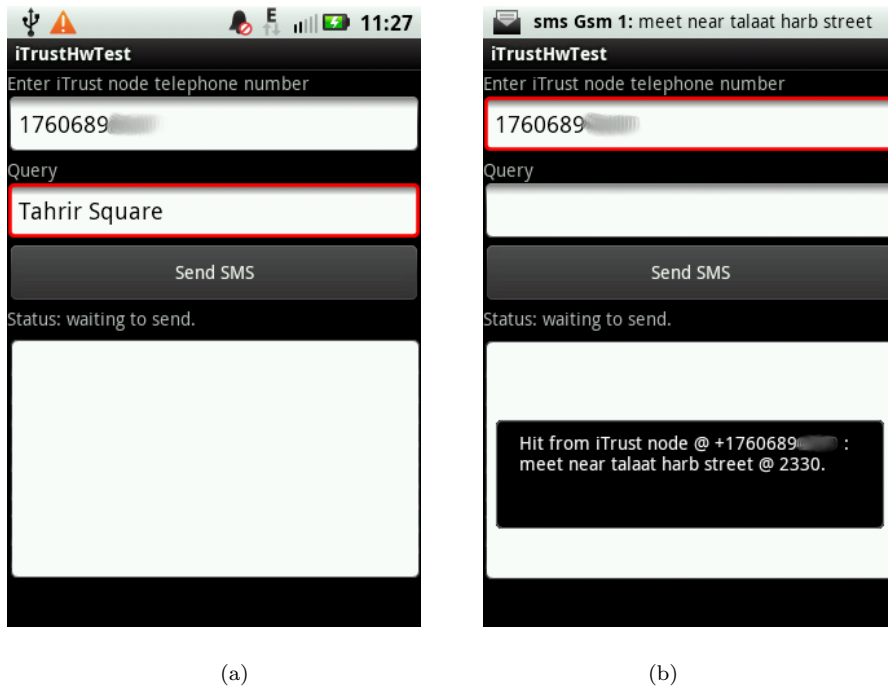 E 11:27
iTrustHwTest
Enter iTrust node telephone number
1760689
Query
Tahrir Square
Send SMS
Status: waiting to send.
(a)
sms Gsm 1: meet near talaat harb street
iTrustHwTest
Enter iTrust node telephone number
1760689
Query
Send SMS
Status: waiting to send.
Hit from iTrust node @ +1760689 :
meet near talaat harb street @ 2330.
(b)